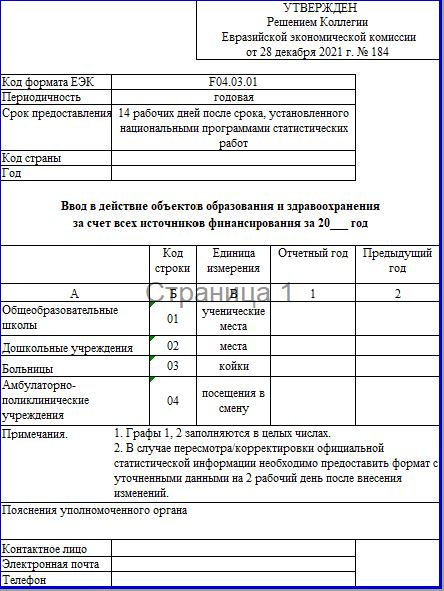 УТВЕРЖДЕН
Решением Коллегии
Евразийской экономической комиссии
от 28 декабря 2021 г. № 184
Код формата ЕЭК F04.03.01
Периодичность годовая
Срок предоставления 14 рабочих дней после срока, установленного
национальными программами статистических
работ
Код страны
Год
Ввод в действие объектов образования и здравоохранения
за счет всех источников финансирования за 20___ год
Код Единица Отчетный год Предыдущий
строки измерения год
Страница 1
А Б В 1 2
Общеобразовательные ученические
школы 01 места
Дошкольные учреждения 02 места
Больницы 03 койки
Амбулаторно-
поликлинические 04 посещения в
учреждения смену
Примечания. 1. Графы 1, 2 заполняются в целых числах.
2. В случае пересмотра/корректировки официальной
статистической информации необходимо предоставить формат с
уточненными данными на 2 рабочий день после внесения
изменений.
Пояснения уполномоченного органа
Контактное лицо
Электронная почта
Телефон